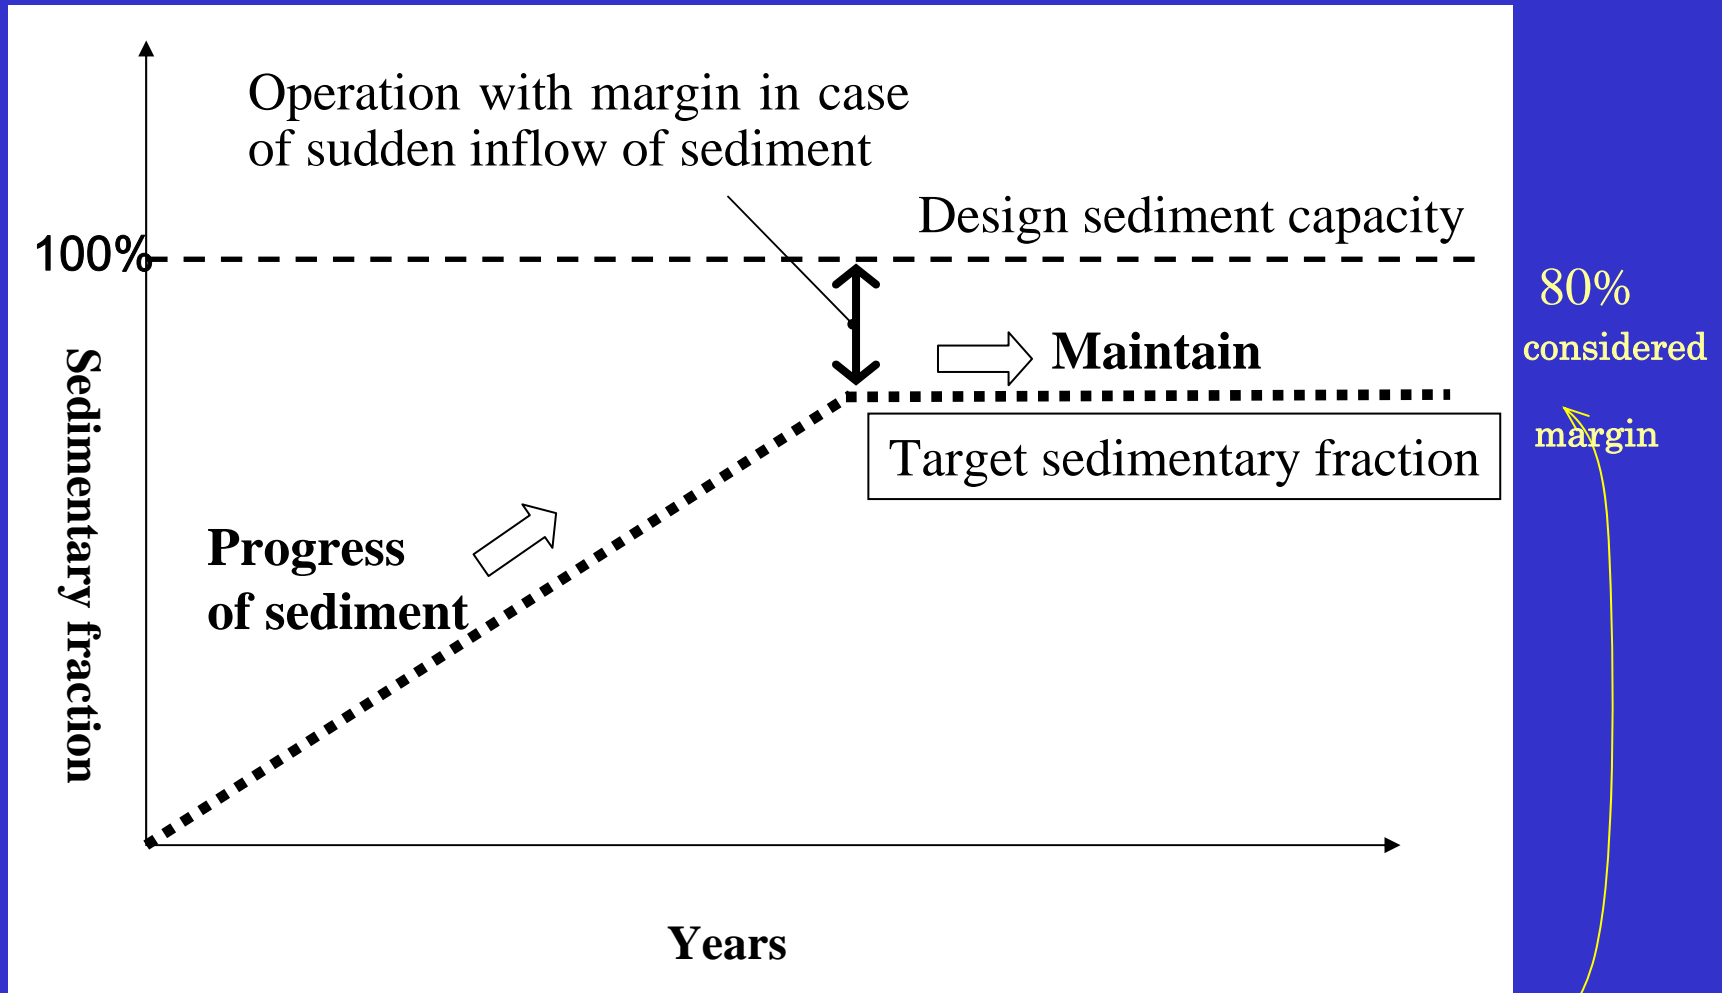 Operation with margin in case
of sudden inflow of sediment
Design sediment capacity
100%
80%
considered
margin
Maintain
Target sedimentary fraction
Sedimentary fraction
Progress
of sediment
Years